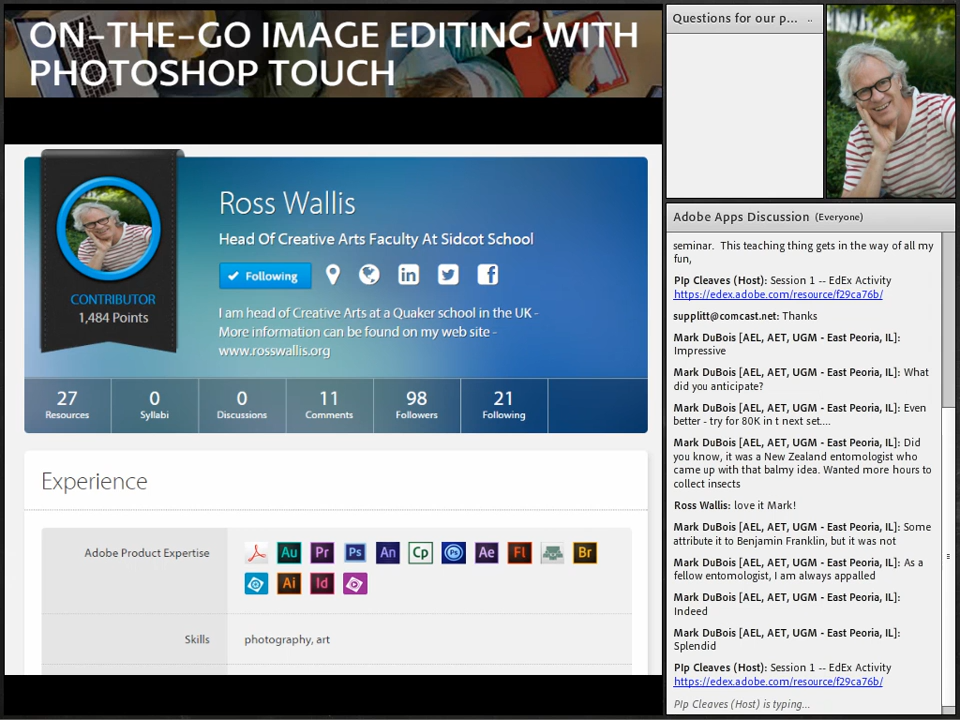 ON-THE-GO IMAGE EDITING WITH
PHOTOSHOP TOUCH
Ross Wallis
Head Of Creative Arts Faculty At Sidcot School
Following
I am head of Creative Arts at a Quaker school in the UK -
More information can be found on my web site -
www.rosswallis.org
CONTRIBUTOR
1,484 Points
27 0 0 11 98 21
Resources Syllabi Discussions Comments Followers Following
Experience
Adobe Product Expertise
Au Pr Ps An Cp Ps Ae Fl Br
Ai Id
Skills photography, art
Questions for our p... ..
Adobe Apps Discussion (Everyone)
seminar. This teaching thing gets in the way of all my
fun,
Pip Cleaves (Host): Session 1 -- EdEx Activity
https://edex.adobe.com/resource/f29ca76b/
supplitt@comcast.net: Thanks
Mark DuBois [AEL, AET, UGM - East Peoria, IL]:
Impressive
Mark DuBois [AEL, AET, UGM - East Peoria, IL]: What
did you anticipate?
Mark DuBois [AEL, AET, UGM - East Peoria, IL]: Even
better - try for 80K in t next set....
Mark DuBois [AEL, AET, UGM - East Peoria, IL]: Did
you know, it was a New Zealand entomologist who
came up with that balmy idea. Wanted more hours to
collect insects
Ross Wallis: love it Mark!
Mark DuBois [AEL, AET, UGM - East Peoria, IL]: Some
attribute it to Benjamin Franklin, but it was not
Mark DuBois [AEL, AET, UGM - East Peoria, IL]: As a
fellow entomologist, I am always appalled
Mark DuBois [AEL, AET, UGM - East Peoria, IL]:
Indeed
Mark DuBois [AEL, AET, UGM - East Peoria, IL]:
Splendid
Pip Cleaves (Host): Session 1 -- EdEx Activity
https://edex.adobe.com/resource/f29ca76b/
Pip Cleaves (Host) is typing...